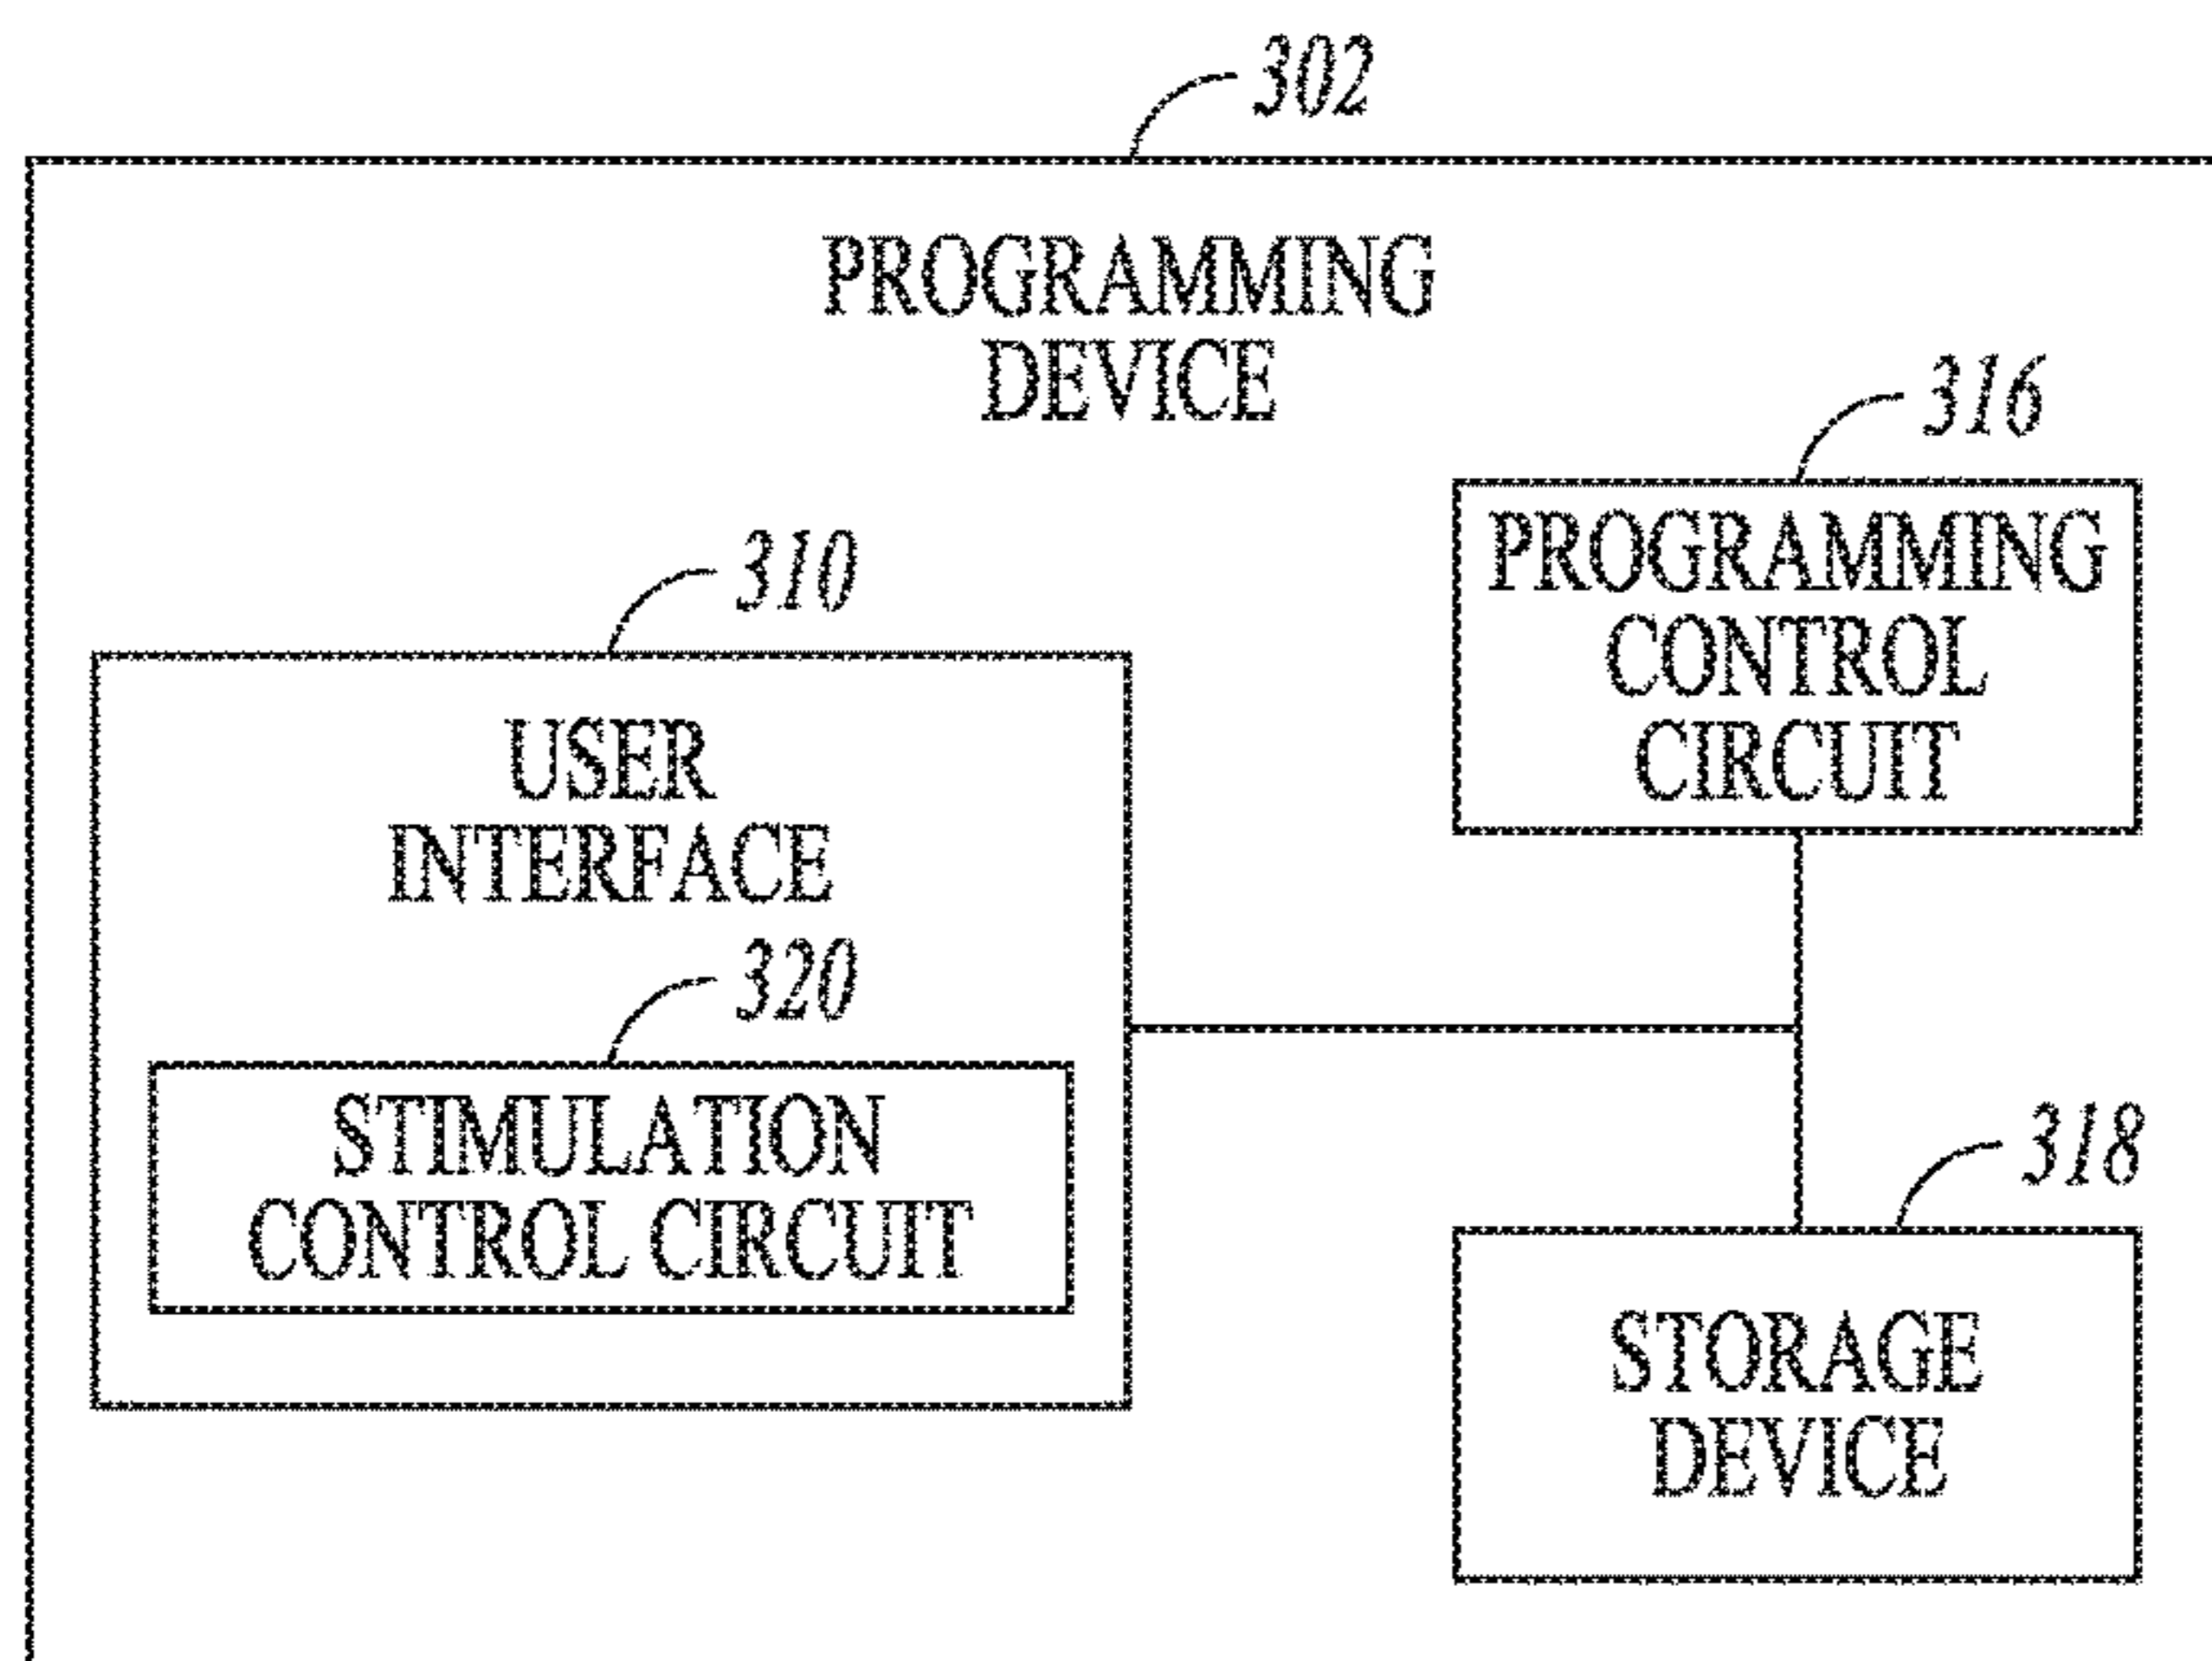 302
PROGRAMMING
DEVICE
316
PROGRAMMING
CONTROL
CIRCUIT
310
USER
INTERFACE
320
STIMULATION
CONTROL CIRCUIT
318
STORAGE
DEVICE